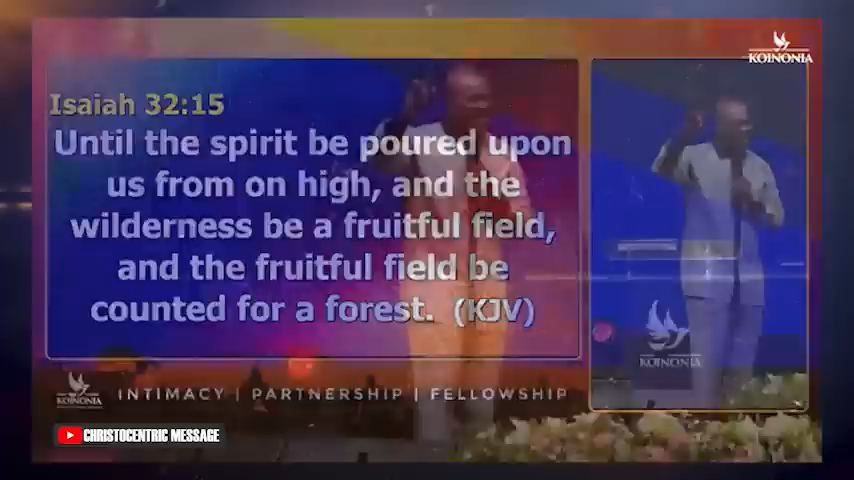 KOINONIA
Isaiah 32:15
Until the spirit be poured upon
us from on high, and the
wilderness be a fruitful field,
and the fruitful field be
counted for a forest. (KJV)
KOINONIA
KOINONIA
INTIMACY | PARTNERSHIP | FELLOWSHIP
CHRISTOCENTRIC MESSAGE